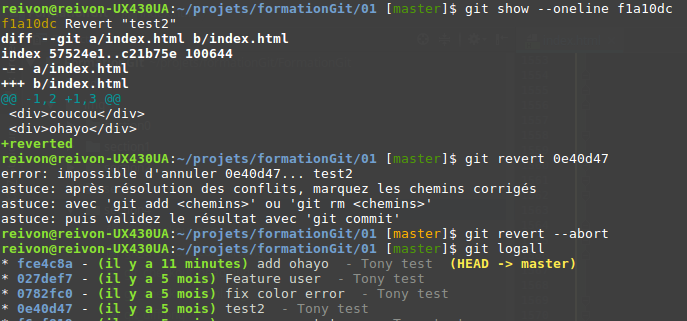 reivon@reivon-UX430UA:~/projets/formationGit/01 [master]$ git show --oneline f1a10dc
f1a10dc Revert "test2"
diff --git a/index.html b/index.html
index 57524e1..c21b75e 100644
--- a/index.html
+++ b/index.html
@@ -1,2 +1,3 @@
 <div>coucou</div>
 <div>ohayo</div>
+reverted
reivon@reivon-UX430UA:~/projets/formationGit/01 [master]$ git revert 0e40d47
error: impossible d'annuler 0e40d47... test2
astuce: après résolution des conflits, marquez les chemins corrigés
astuce: avec 'git add <chemins>' ou 'git rm <chemins>'
astuce: puis validez le résultat avec 'git commit'
reivon@reivon-UX430UA:~/projets/formationGit/01 [master]$ git revert --abort
reivon@reivon-UX430UA:~/projets/formationGit/01 [master]$ git logall
* fce4c8a - (il y a 11 minutes) add ohayo - Tony test (HEAD -> master)
* 027def7 - (il y a 5 mois) Feature user - Tony test
* 0782fc0 - (il y a 5 mois) fix color error - Tony test
* 0e40d47 - (il y a 5 mois) test2 - Tony test